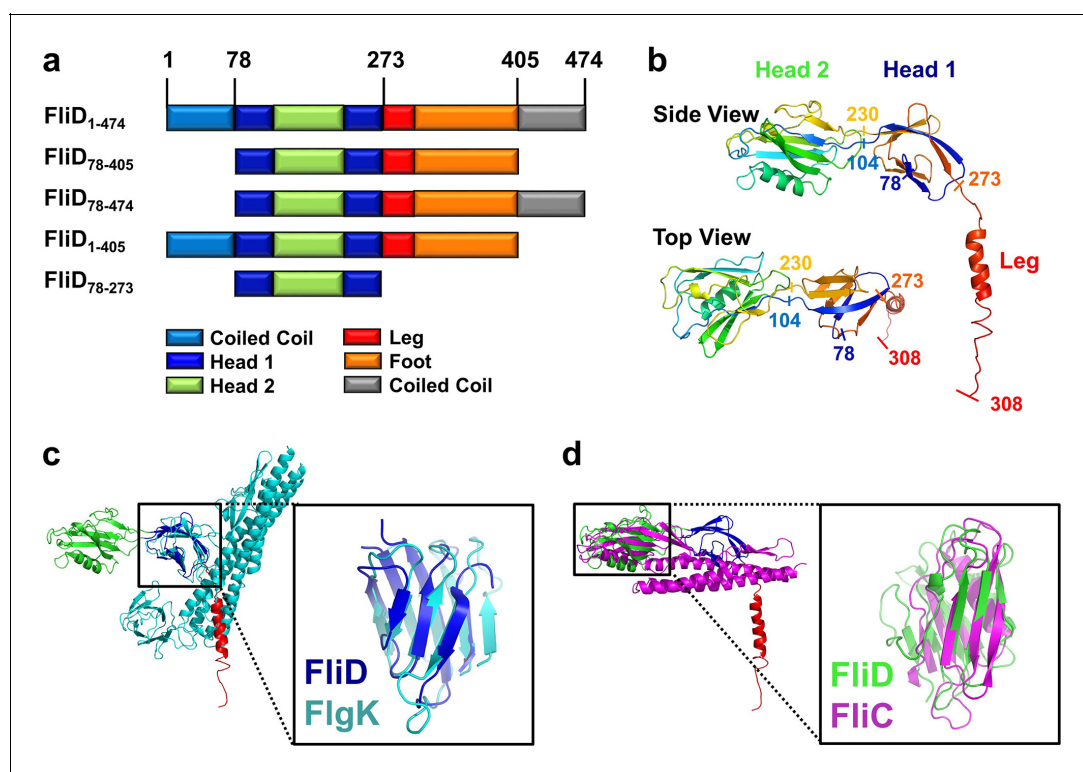 a
1 78 273 405 474
FliD1-474
FliD78-405
FliD78-474
FliD1-405
FliD78-273
Coiled Coil
Head 1
Head 2
Leg
Foot
Coiled Coil
b
Head 2 Head 1
Side View
230
104
78
273
Leg
308
Top View
230
273
104
78
308
c
FliD
FlgK
d
FliD
FliC